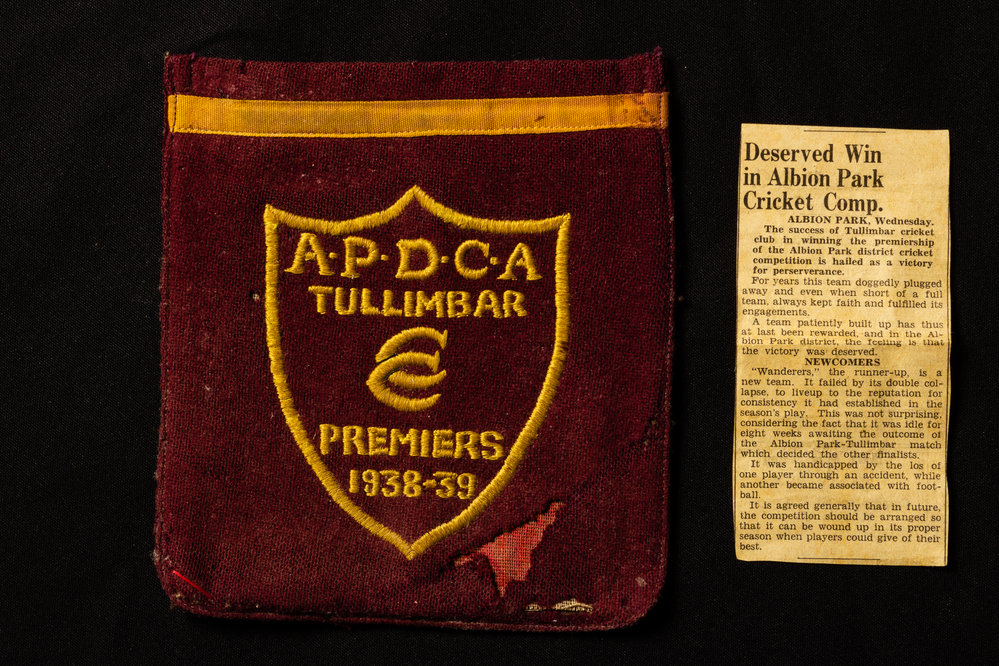 A·P·D·C·A
TULLIMBAR
CC
PREMIERS
1938-39
Deserved Win
in Albion Park
Cricket Comp.
ALBION PARK, Wednesday.
The success of Tullimbar cricket
club in winning the premiership
of the Albion Park district cricket
competition is hailed as a victory
for perserverance.
For years this team doggedly plugged
away and even when short of a full
team, always kept faith and fulfilled its
engagements.
A team patiently built up has thus
at last been rewarded, and in the Al-
bion Park district, the feeling is that
the victory was deserved.
NEWCOMERS
"Wanderers," the runner-up, is a
new team. It failed by its double col-
lapse, to liveup to the reputation for
consistency it had established in the
season's play. This was not surprising,
considering the fact that it was idle for
eight weeks awaiting the outcome of
the Albion Park-Tullimbar match
which decided the other finalists.
It was handicapped by the los of
one player through an accident, while
another became associated with foot-
ball.
It is agreed generally that in future,
the competition should be arranged so
that it can be wound up in its proper
season when players could give of their
best.